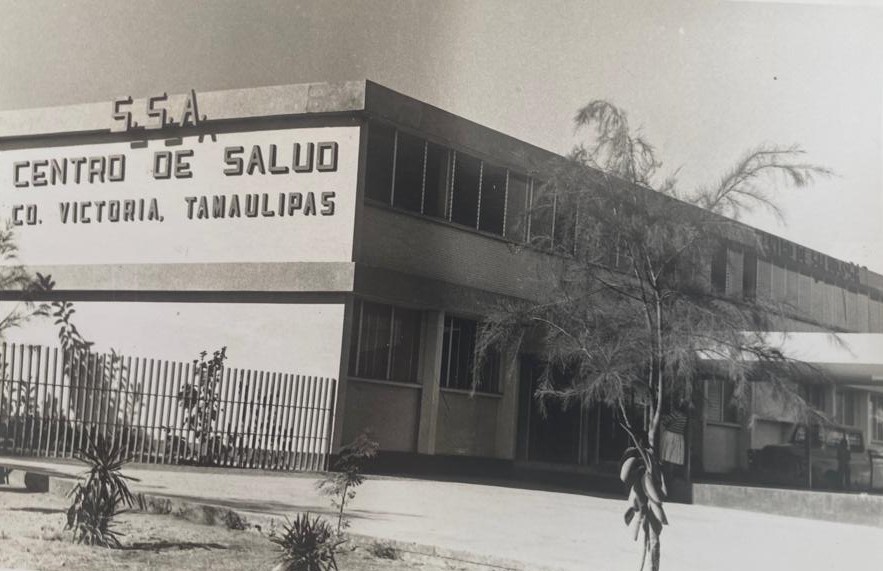 S.S.A.
CENTRO DE SALUD
CD. VICTORIA, TAMAULIPAS